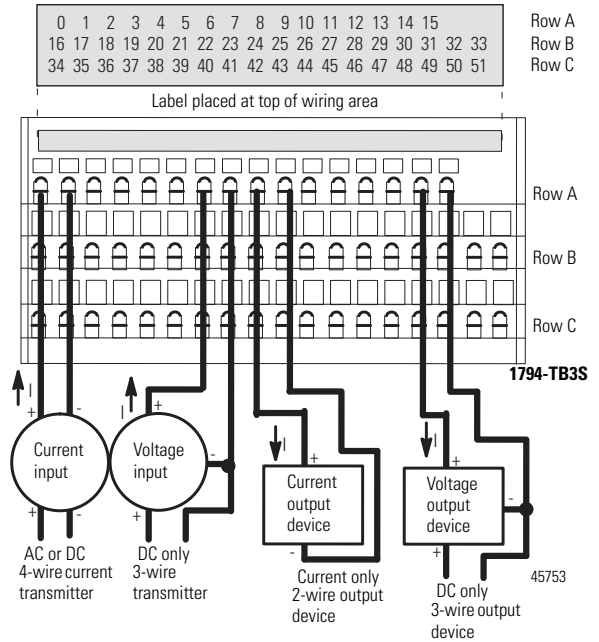 0 1 2 3 4 5 6 7 8 9 10 11 12 13 14 15 Row A
16 17 18 19 20 21 22 23 24 25 26 27 28 29 30 31 32 33 Row B
34 35 36 37 38 39 40 41 42 43 44 45 46 47 48 49 50 51 Row C
Label placed at top of wiring area
Row A
Row B
Row C
1794-TB3S
I
+ -
Current
input
+ -
AC or DC
4-wire current
transmitter
I
+
Voltage
input
-
+
DC only
3-wire
transmitter
I
+
Current
output
device
-
Current only
2-wire output
device
I
+
Voltage
output
device
-
+
DC only
3-wire output
device
45753